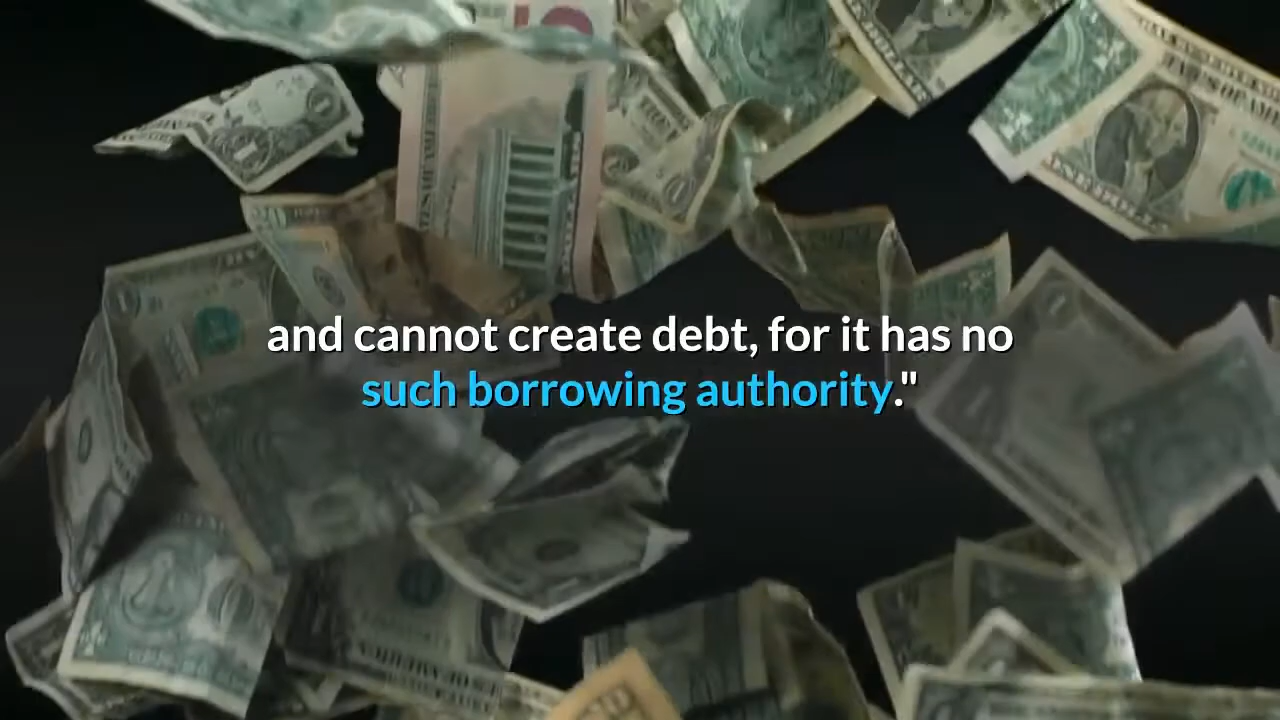 and cannot create debt, for it has no
such borrowing authority."